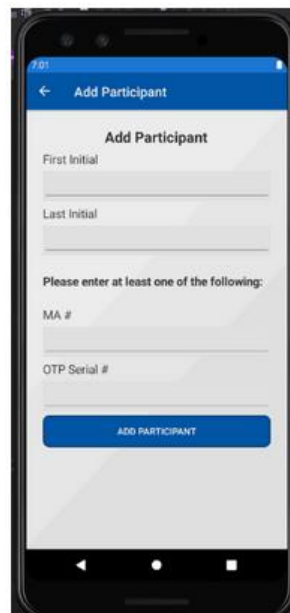 7:01
Add Participant
Add Participant
First Initial
Last Initial
Please enter at least one of the following:
MA #
OTP Serial #
ADD PARTICIPANT